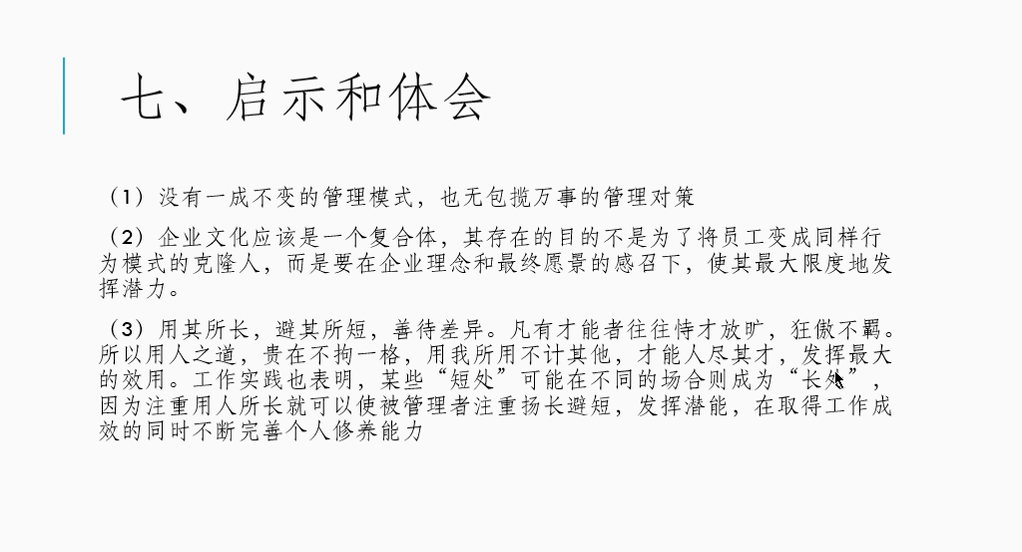 七、启示和体会
（1）没有一成不变的管理模式，也无包揽万事的管理对策
（2）企业文化应该是一个复合体，其存在的目的不是为了将员工变成同样行
为模式的克隆人，而是要在企业理念和最终愿景的感召下，使其最大限度地发
挥潜力。
（3）用其所长，避其所短，善待差异。凡有才能者往往恃才放旷，狂傲不羁。
所以用人之道，贵在不拘一格，用我所用不计其他，才能人尽其才，发挥最大
的效用。工作实践也表明，某些“短处”可能在不同的场合则成为“长处”，
因为注重用人所长就可以使被管理者注重扬长避短，发挥潜能，在取得工作成
效的同时不断完善个人修养能力